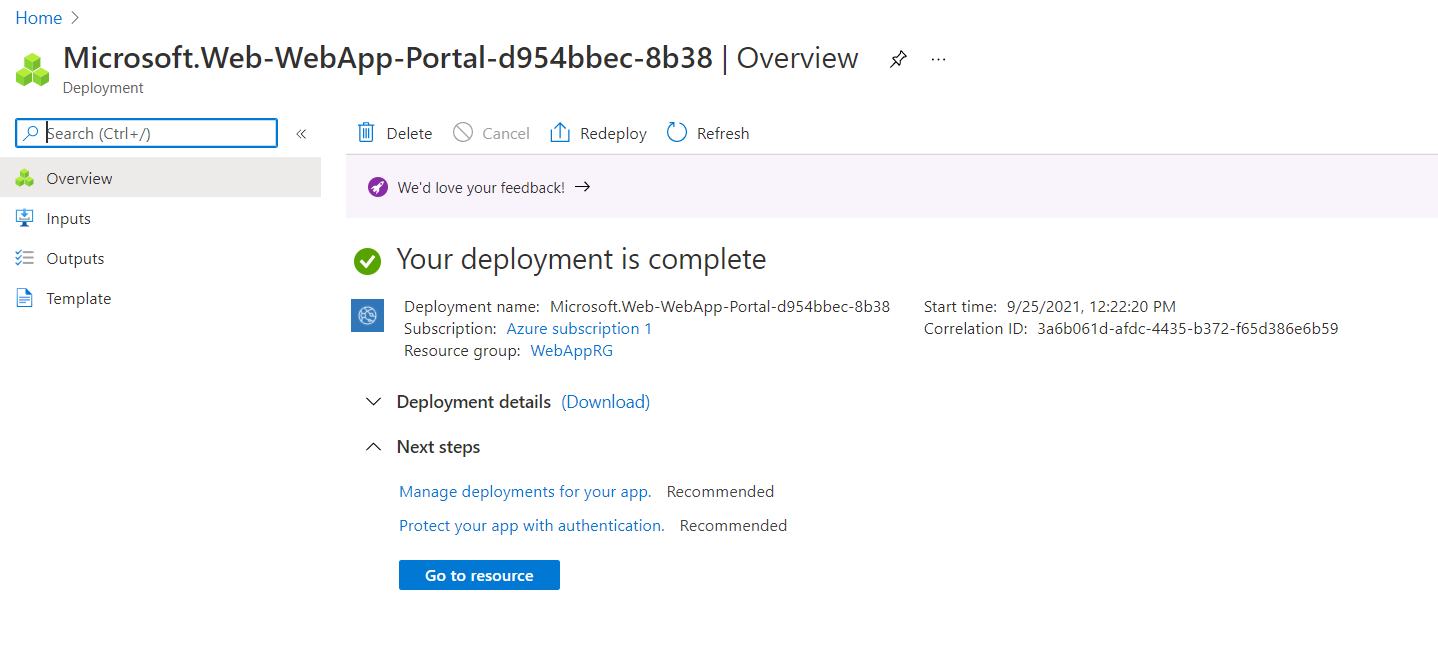 Home >
Microsoft.Web-WebApp-Portal-d954bbec-8b38 | Overview ...
Deployment
Search (Ctrl+/) «
Delete Cancel Redeploy Refresh
Overview
Inputs
Outputs
Template
We'd love your feedback! →
Your deployment is complete
Deployment name: Microsoft.Web-WebApp-Portal-d954bbec-8b38
Subscription: Azure subscription 1
Resource group: WebAppRG
Start time: 9/25/2021, 12:22:20 PM
Correlation ID: 3a6b061d-afdc-4435-b372-f65d386e6b59
Deployment details (Download)
Next steps
Manage deployments for your app. Recommended
Protect your app with authentication. Recommended
Go to resource